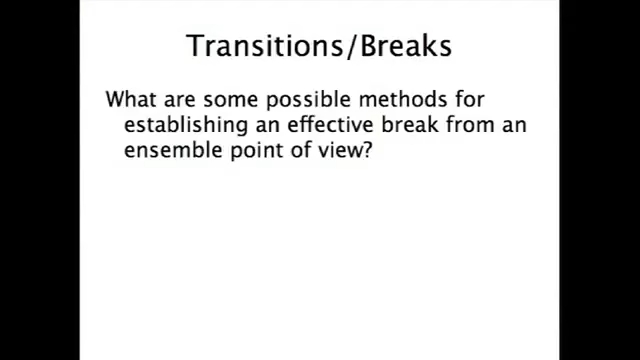 Transitions/Breaks
What are some possible methods for
establishing an effective break from an
ensemble point of view?